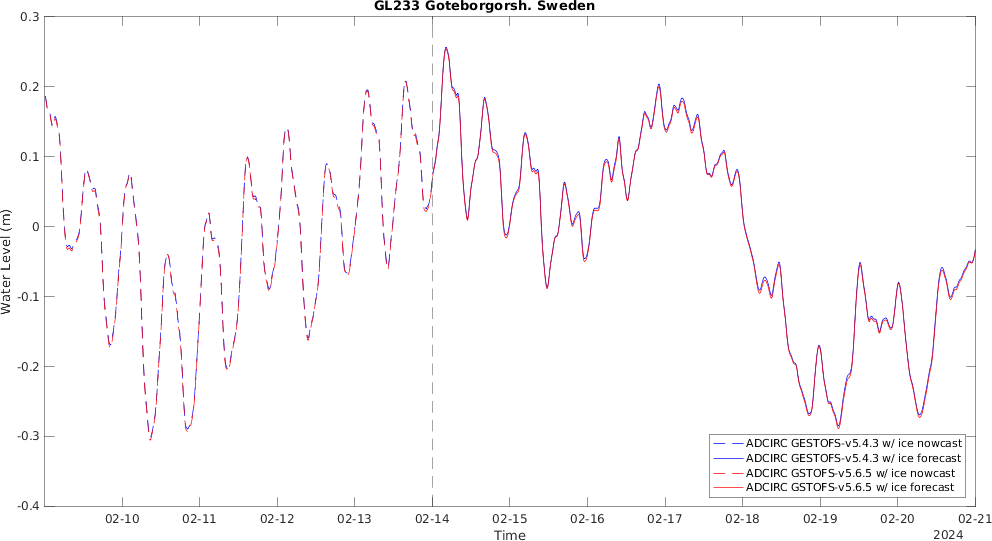 GL233 Goteborgorsh. Sweden
Water Level (m)
0.3
0.2
0.1
0
-0.1
-0.2
-0.3
-0.4
ADCIRC GESTOFS-v5.4.3 w/ ice nowcast
ADCIRC GESTOFS-v5.4.3 w/ ice forecast
ADCIRC GSTOFS-v5.6.5 w/ ice nowcast
ADCIRC GSTOFS-v5.6.5 w/ ice forecast
02-10 02-11 02-12 02-13 02-14 02-15 02-16 02-17 02-18 02-19 02-20 02-21
Time
2024